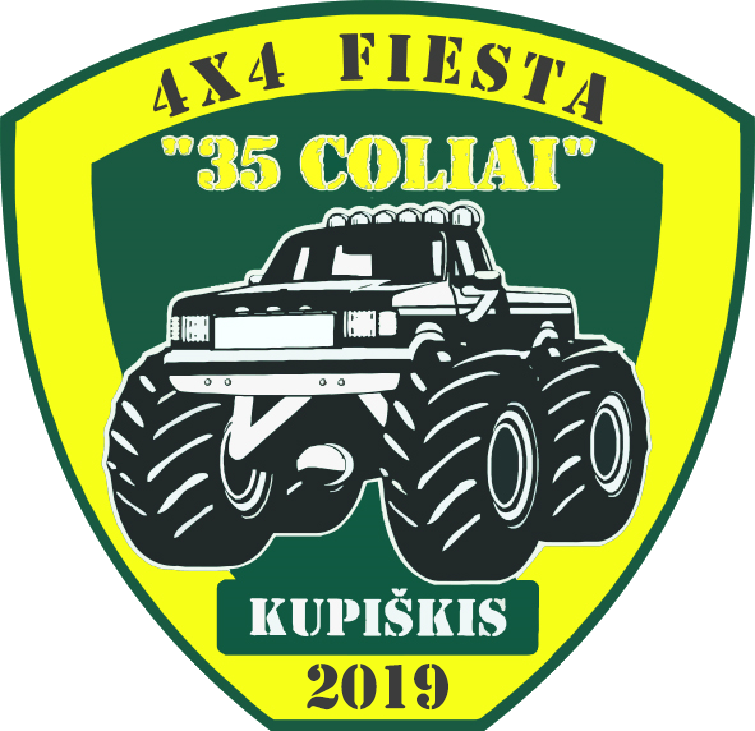 4X4 FIESTA
"35 COLIAI"
KUPIŠKIS
2019